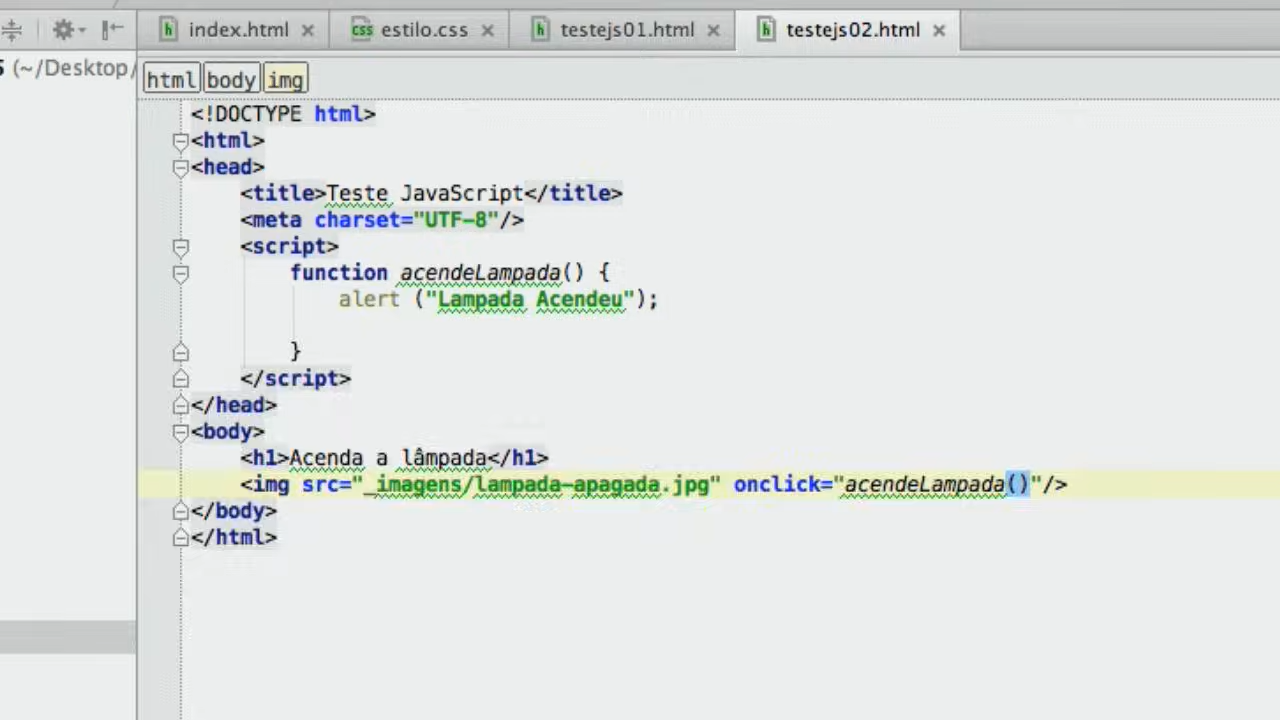 index.html
estilo.css
testejs01.html
testejs02.html
(~/Desktop/
html body img
<!DOCTYPE html>
<html>
<head>
<title>Teste JavaScript</title>
<meta charset="UTF-8"/>
<script>
function acendeLampada() {
alert ("Lampada Acendeu");
}
</script>
</head>
<body>
<h1>Acenda a lâmpada</h1>
<img src="_imagens/lampada-apagada.jpg" onclick="acendeLampada()"/>
</body>
</html>